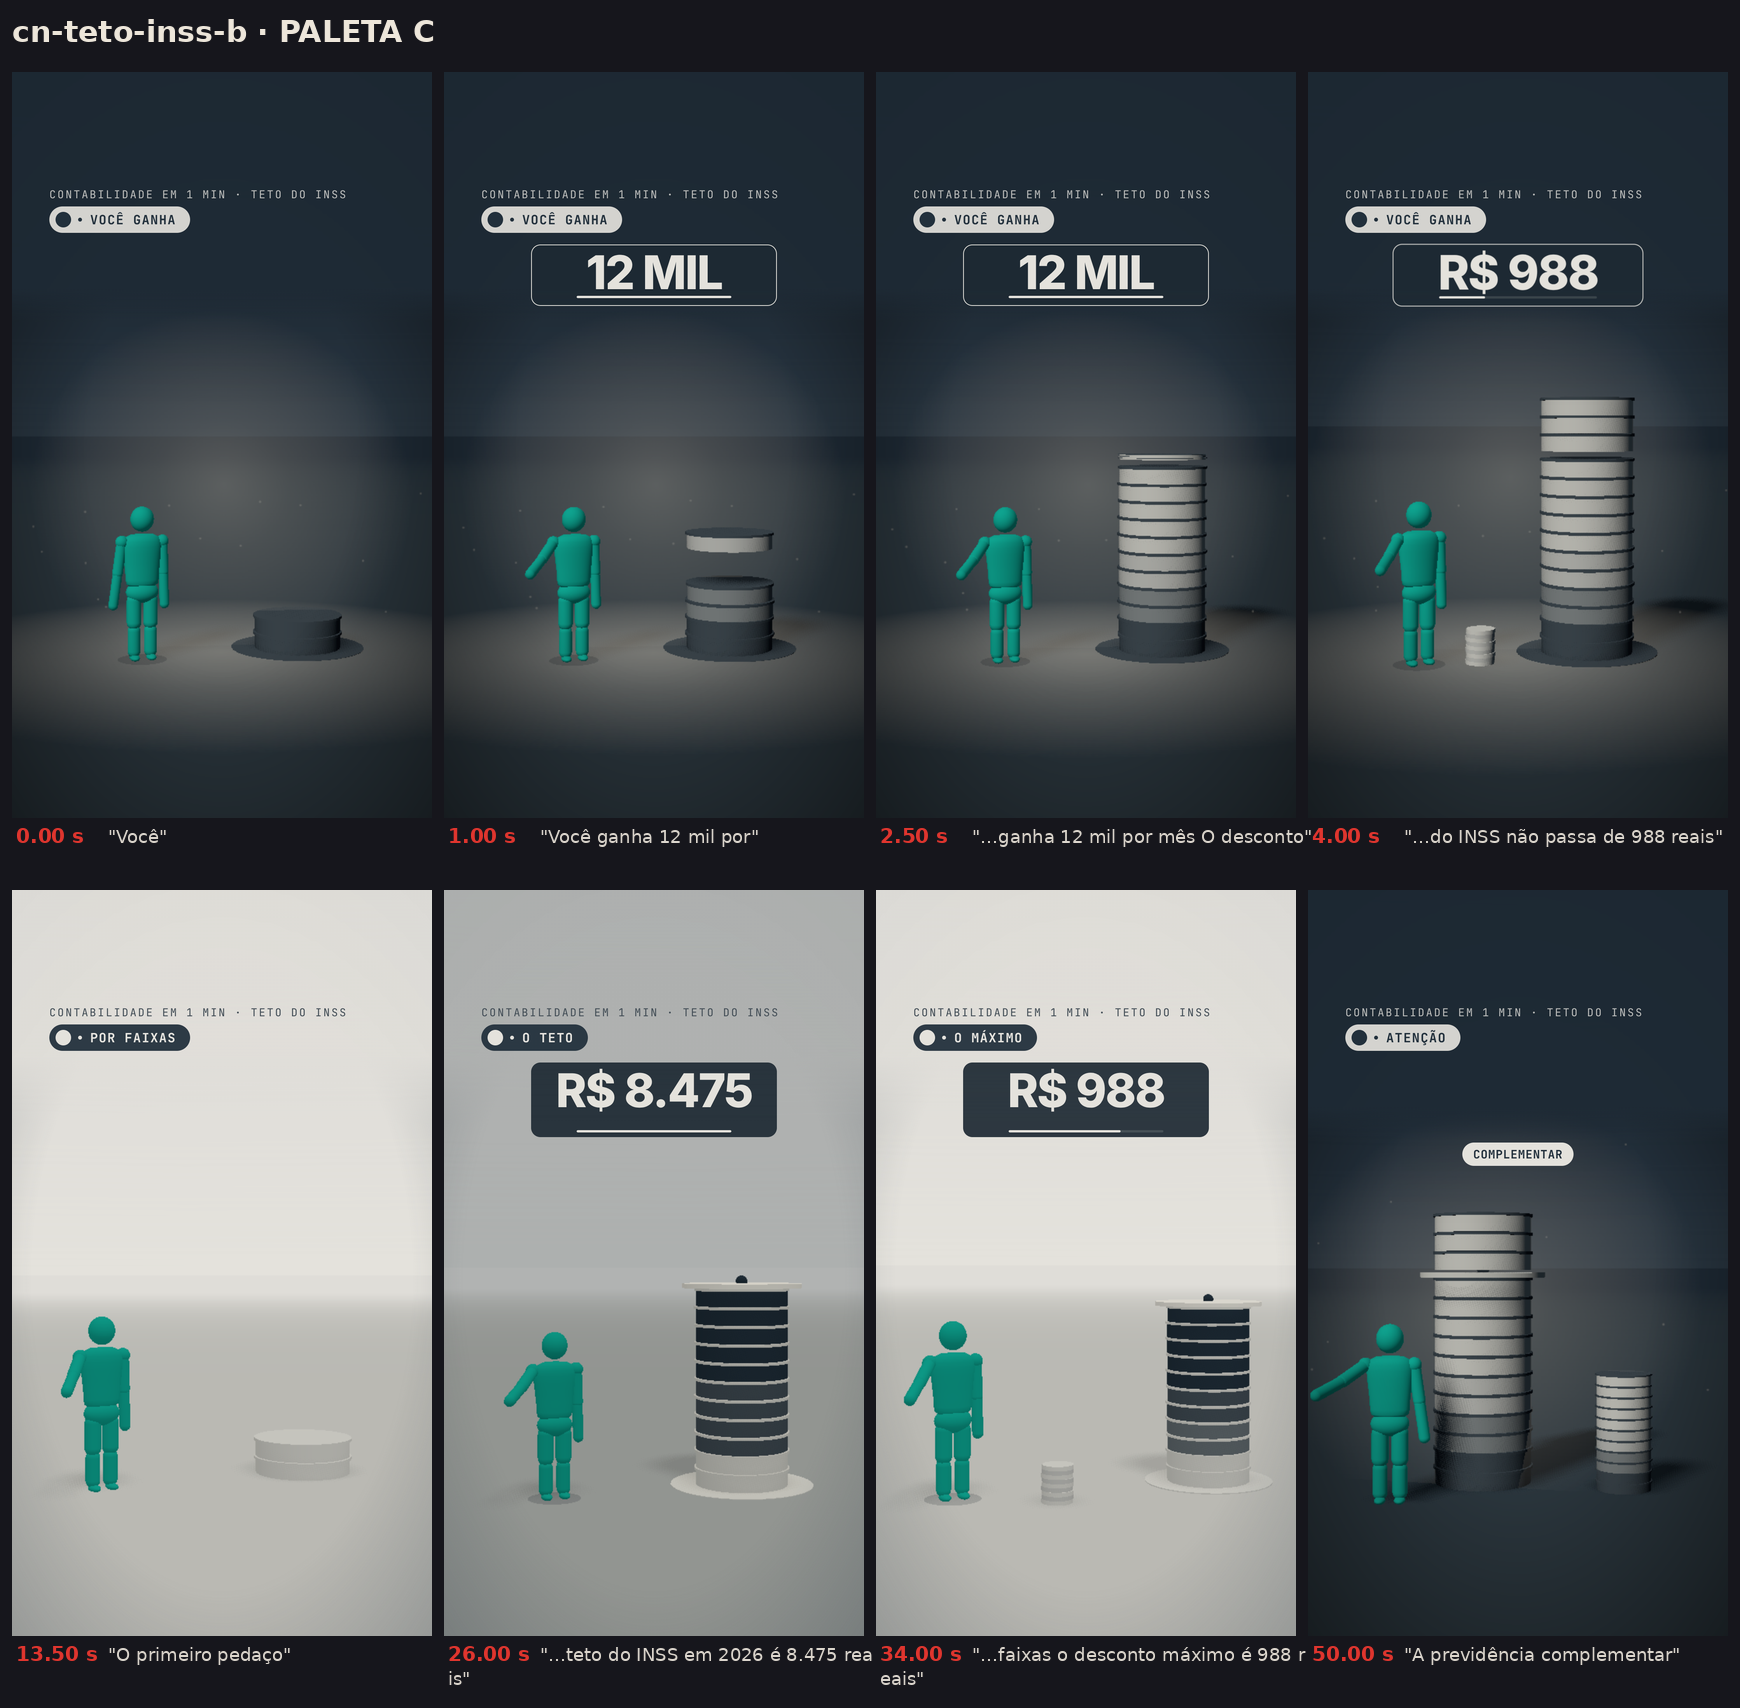 cn-teto-inss-b · PALETA C
CONTABILIDADE EM 1 MIN · TETO DO INSS
• VOCÊ GANHA
0.00 s "Você"
CONTABILIDADE EM 1 MIN · TETO DO INSS
• VOCÊ GANHA
12 MIL
1.00 s "Você ganha 12 mil por"
CONTABILIDADE EM 1 MIN · TETO DO INSS
• VOCÊ GANHA
12 MIL
2.50 s "...ganha 12 mil por mês O desconto"
CONTABILIDADE EM 1 MIN · TETO DO INSS
• VOCÊ GANHA
R$ 988
4.00 s "...do INSS não passa de 988 reais"
CONTABILIDADE EM 1 MIN · TETO DO INSS
• POR FAIXAS
13.50 s "O primeiro pedaço"
CONTABILIDADE EM 1 MIN · TETO DO INSS
• O TETO
R$ 8.475
26.00 s "...teto do INSS em 2026 é 8.475 rea
is"
CONTABILIDADE EM 1 MIN · TETO DO INSS
• O MÁXIMO
R$ 988
34.00 s "...faixas o desconto máximo é 988 r
eais"
CONTABILIDADE EM 1 MIN · TETO DO INSS
• ATENÇÃO
COMPLEMENTAR
50.00 s "A previdência complementar"